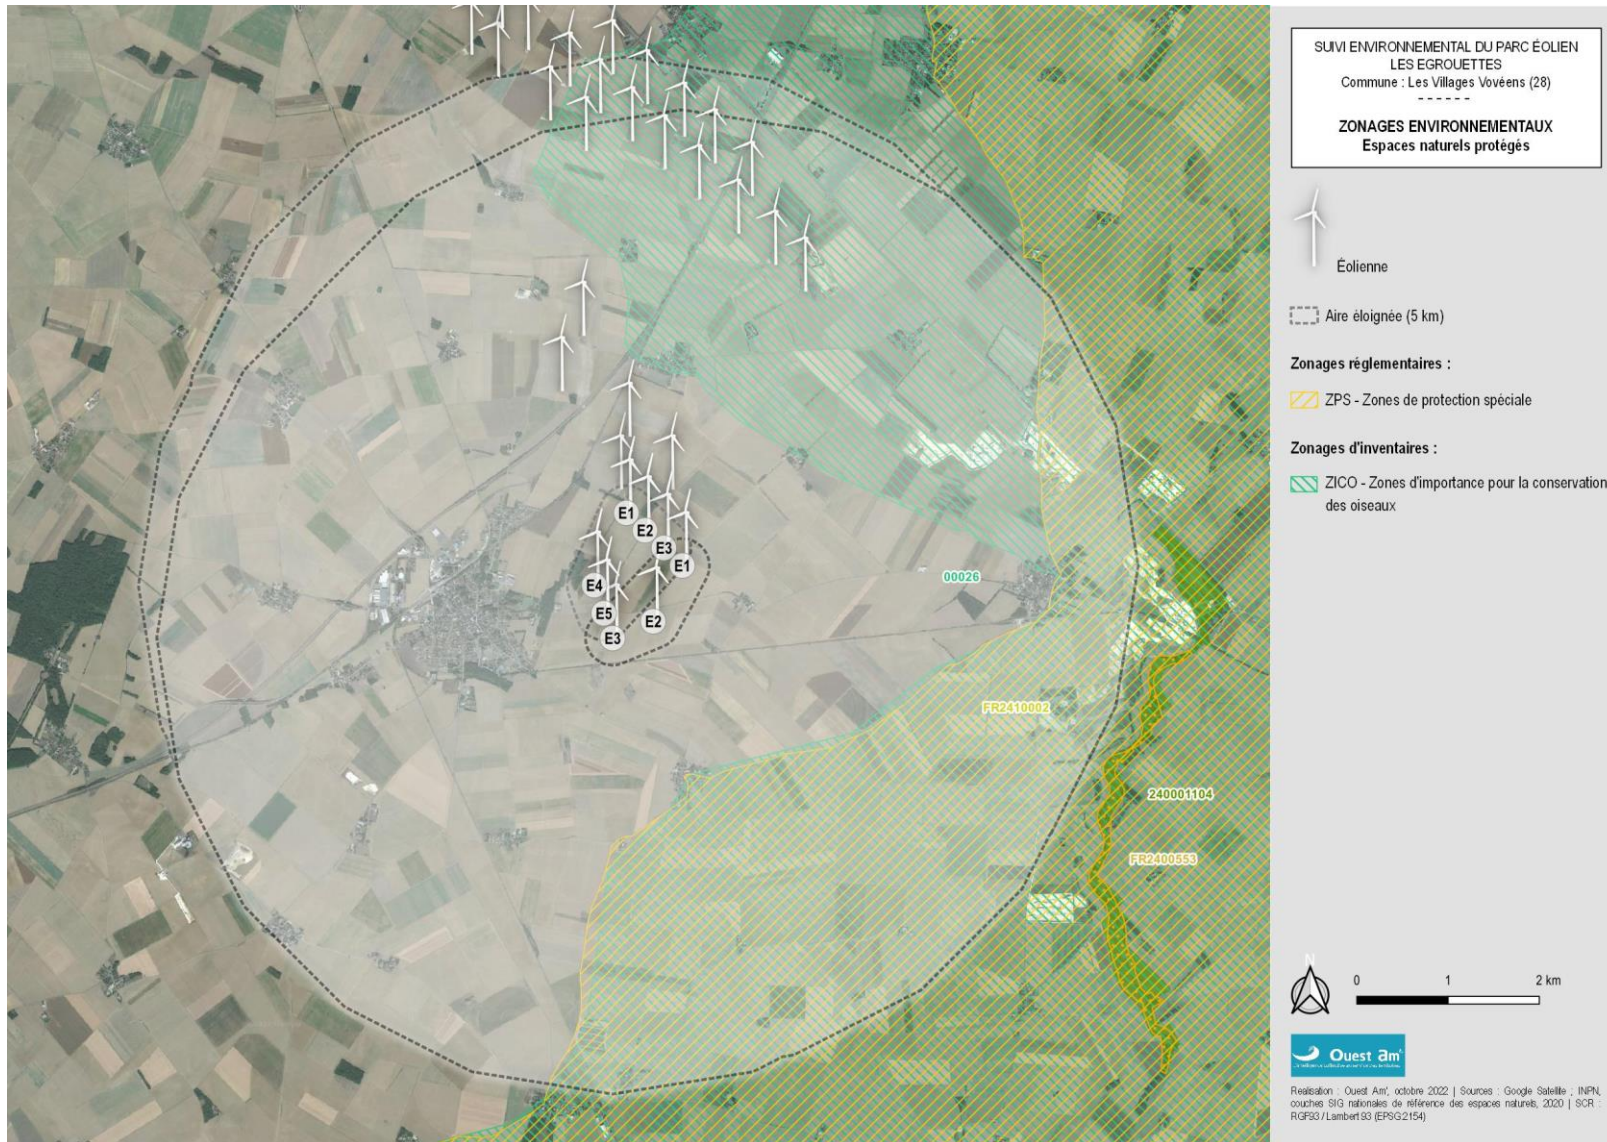 SUIVI ENVIRONNEMENTAL DU PARC ÉOLIEN
LES EGROUETTES
Commune : Les Villages Vovéens (28)
------
ZONAGES ENVIRONNEMENTAUX
Espaces naturels protégés
Éolienne
Aire éloignée (5 km)
Zonages réglementaires :
ZPS - Zones de protection spéciale
Zonages d'inventaires :
ZICO - Zones d'importance pour la conservation
des oiseaux
E1
E2
E3
E1
E4
E5
E2
E3
00026
FR2410002
240001104
FR2400553
N
0 1 2 km
Ouest am'
Réalisation : Ouest Am', octobre 2022 | Sources : Google Satellite ; INPN,
couches SIG nationales de référence des espaces naturels, 2020 | SCR :
RGF93 / Lambert 93 (EPSG2154)